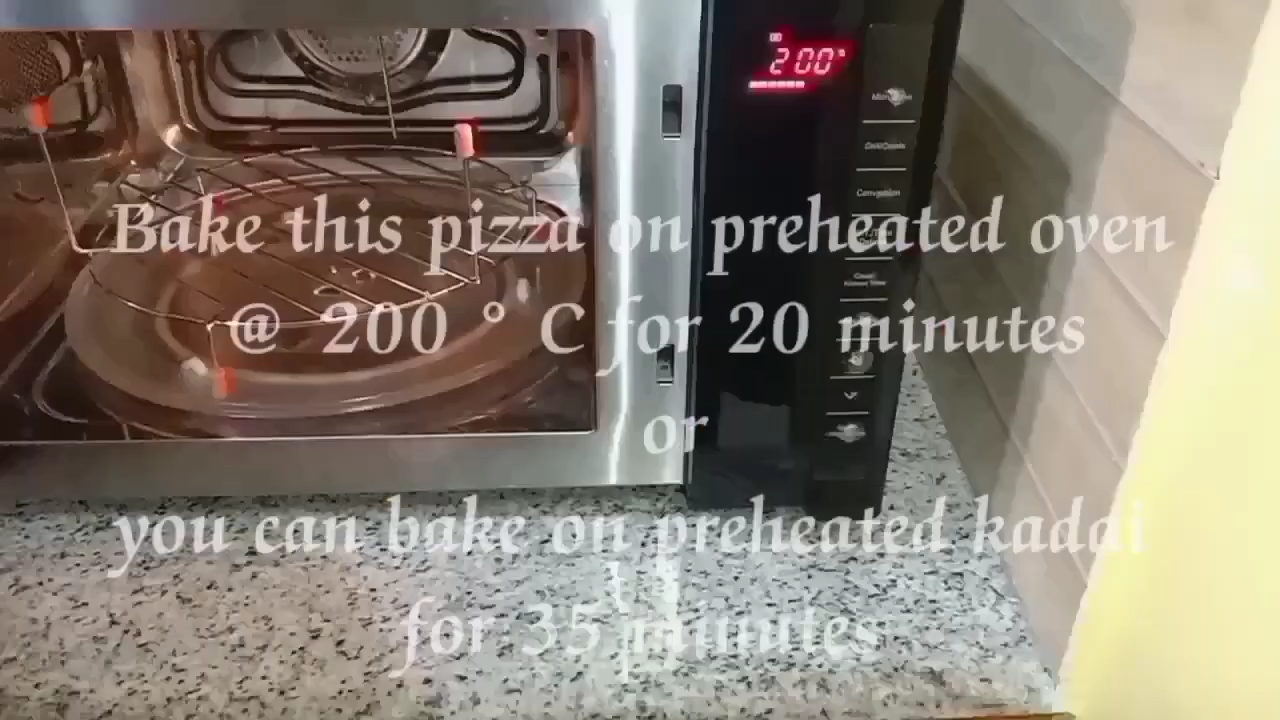 200°
Convection
Bake this pizza on preheated oven
@ 200 ° C for 20 minutes
or
you can bake on preheated kadai
for 35 minutes